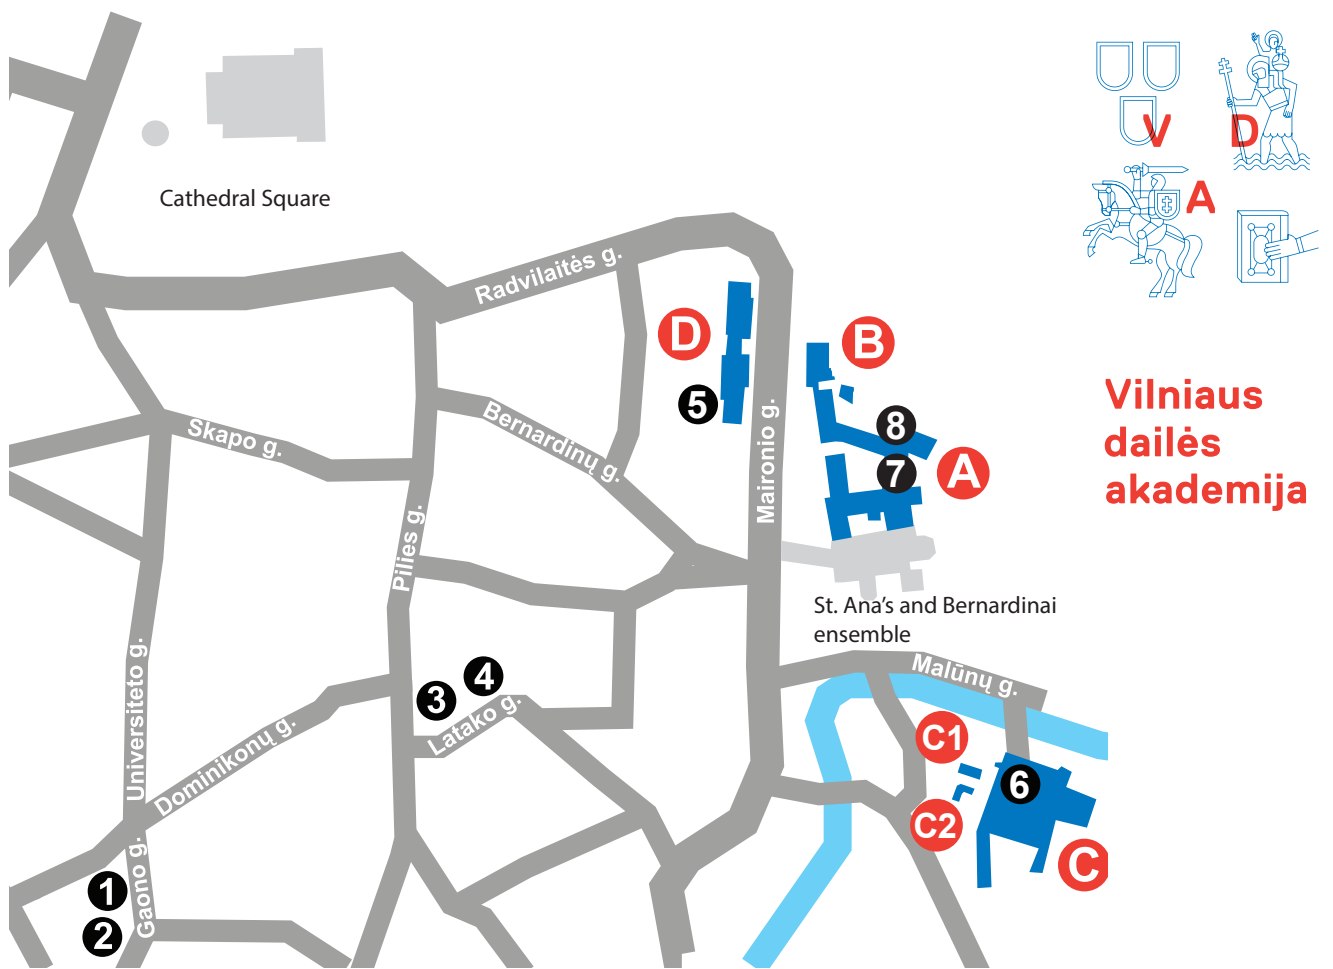 Cathedral Square
V
D
A
Radvilaitės g.
D
B
Vilniaus
dailės
akademija
5
Skapo g.
Bernardinų g.
Maironio g.
8
7
A
Pilies g.
St. Ana's and Bernardinai
ensemble
Malūnų g.
4
3
Latako g.
Universiteto g.
Dominikonų g.
C1
6
C2
C
Gaono g.
1
2